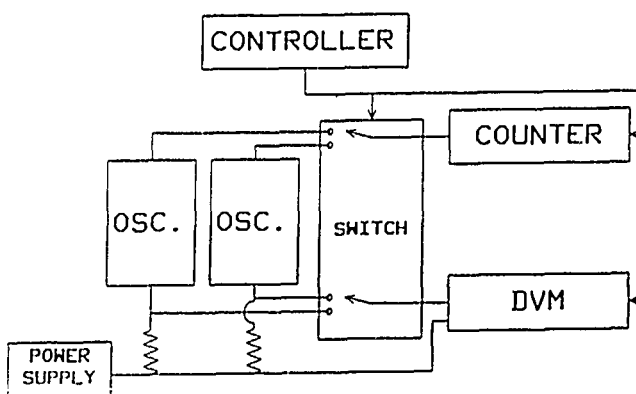 CONTROLLER
COUNTER
OSC.
OSC.
SWITCH
DVM
POWER
SUPPLY